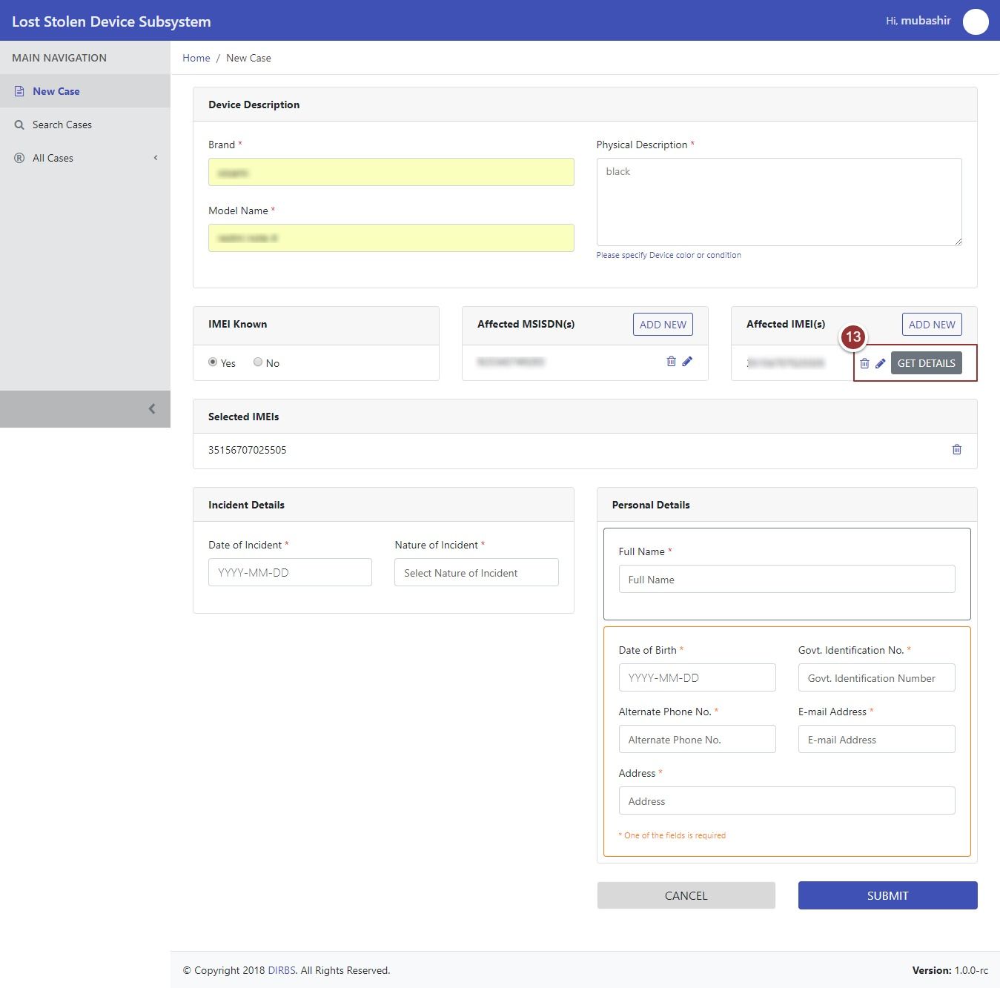 Lost Stolen Device Subsystem
Hi, mubashir
MAIN NAVIGATION
New Case
Search Cases
All Cases
Home / New Case
Device Description
Brand *
Physical Description *
black
Model Name *
Please specify Device color or condition
IMEI Known
Yes No
Affected MSISDN(s)
ADD NEW
Affected IMEI(s)
ADD NEW
13
GET DETAILS
Selected IMEIs
35156707025505
Incident Details
Date of Incident *
Nature of Incident *
YYYY-MM-DD
Select Nature of Incident
Personal Details
Full Name *
Full Name
Date of Birth *
Govt. Identification No. *
YYYY-MM-DD
Govt. Identification Number
Alternate Phone No. *
E-mail Address *
Alternate Phone No.
E-mail Address
Address *
Address
* One of the fields is required
CANCEL
SUBMIT
© Copyright 2018 DIRBS. All Rights Reserved.
Version: 1.0.0-rc